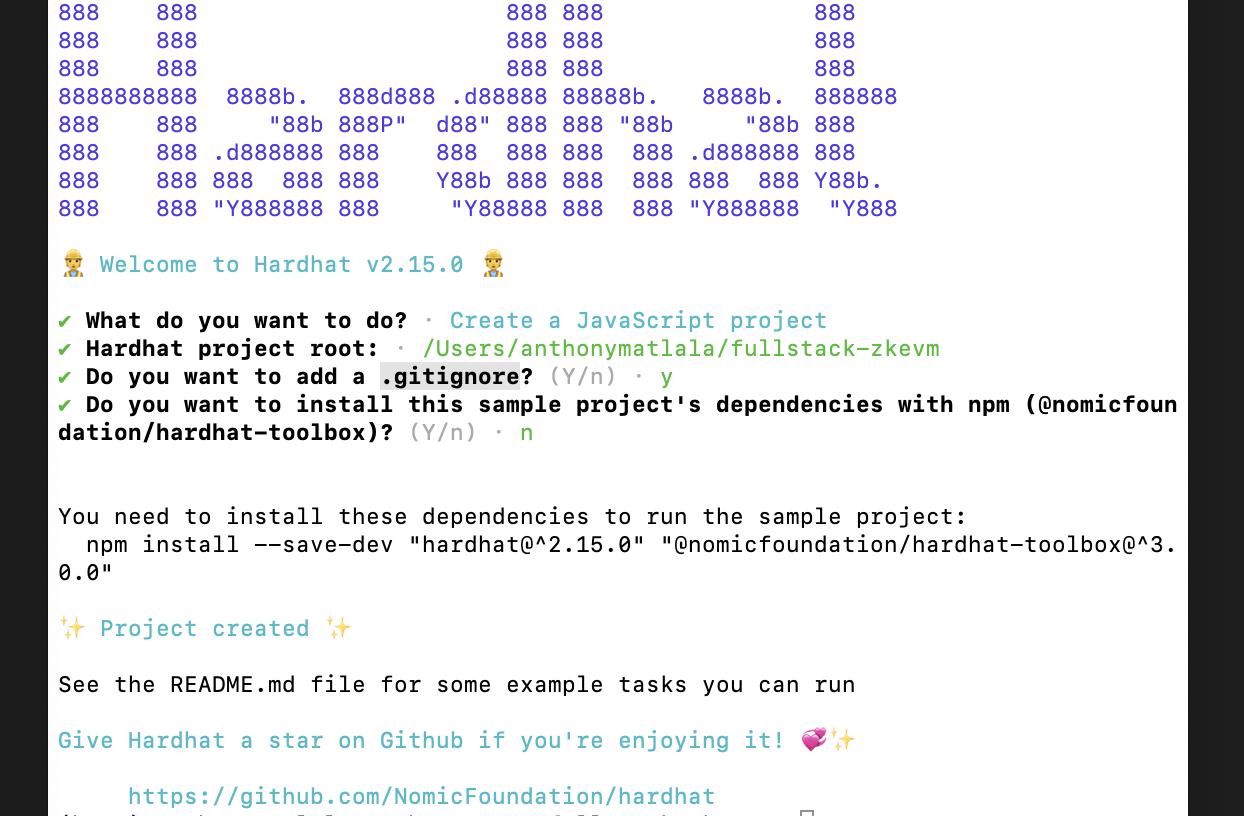 888    888                      888 888               888
888    888                      888 888               888
888    888                      888 888               888
8888888888  8888b.  888d888 .d88888 88888b.   8888b.  888888
888    888     "88b 888P"  d88" 888 888 "88b     "88b 888
888    888 .d888888 888    888  888 888  888 .d888888 888
888    888 888  888 888    Y88b 888 888  888 888  888 Y88b.
888    888 "Y888888 888     "Y88888 888  888 "Y888888  "Y888
👷 Welcome to Hardhat v2.15.0 👷
✔ What do you want to do? · Create a JavaScript project
✔ Hardhat project root: · /Users/anthonymatlala/fullstack-zkevm
✔ Do you want to add a .gitignore? (Y/n) · y
✔ Do you want to install this sample project's dependencies with npm (@nomicfoun
dation/hardhat-toolbox)? (Y/n) · n
You need to install these dependencies to run the sample project:
npm install --save-dev "hardhat@^2.15.0" "@nomicfoundation/hardhat-toolbox@^3.
0.0"
✨ Project created ✨
See the README.md file for some example tasks you can run
Give Hardhat a star on Github if you're enjoying it! 💞✨
https://github.com/NomicFoundation/hardhat